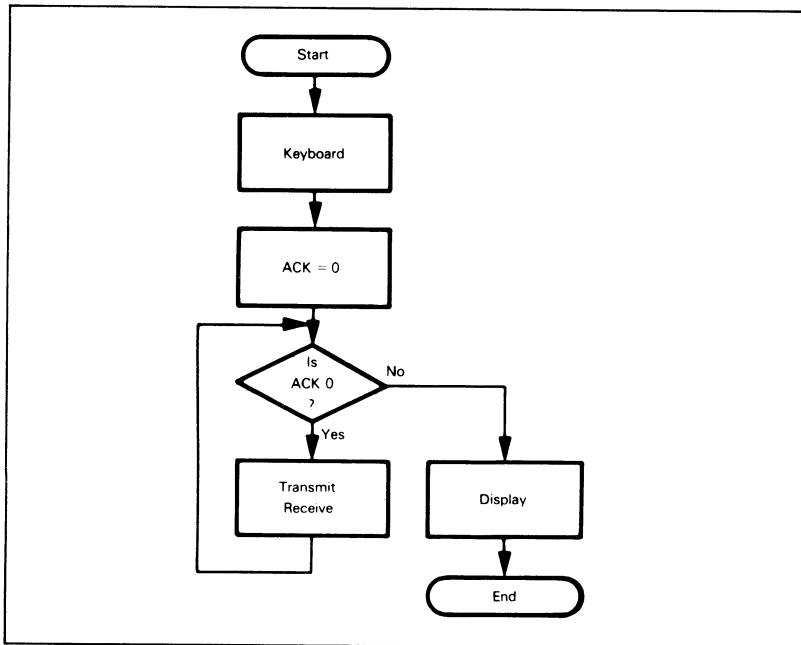 Start
Keyboard
ACK = 0
Is
ACK 0
?
No
Yes
Transmit
Receive
Display
End